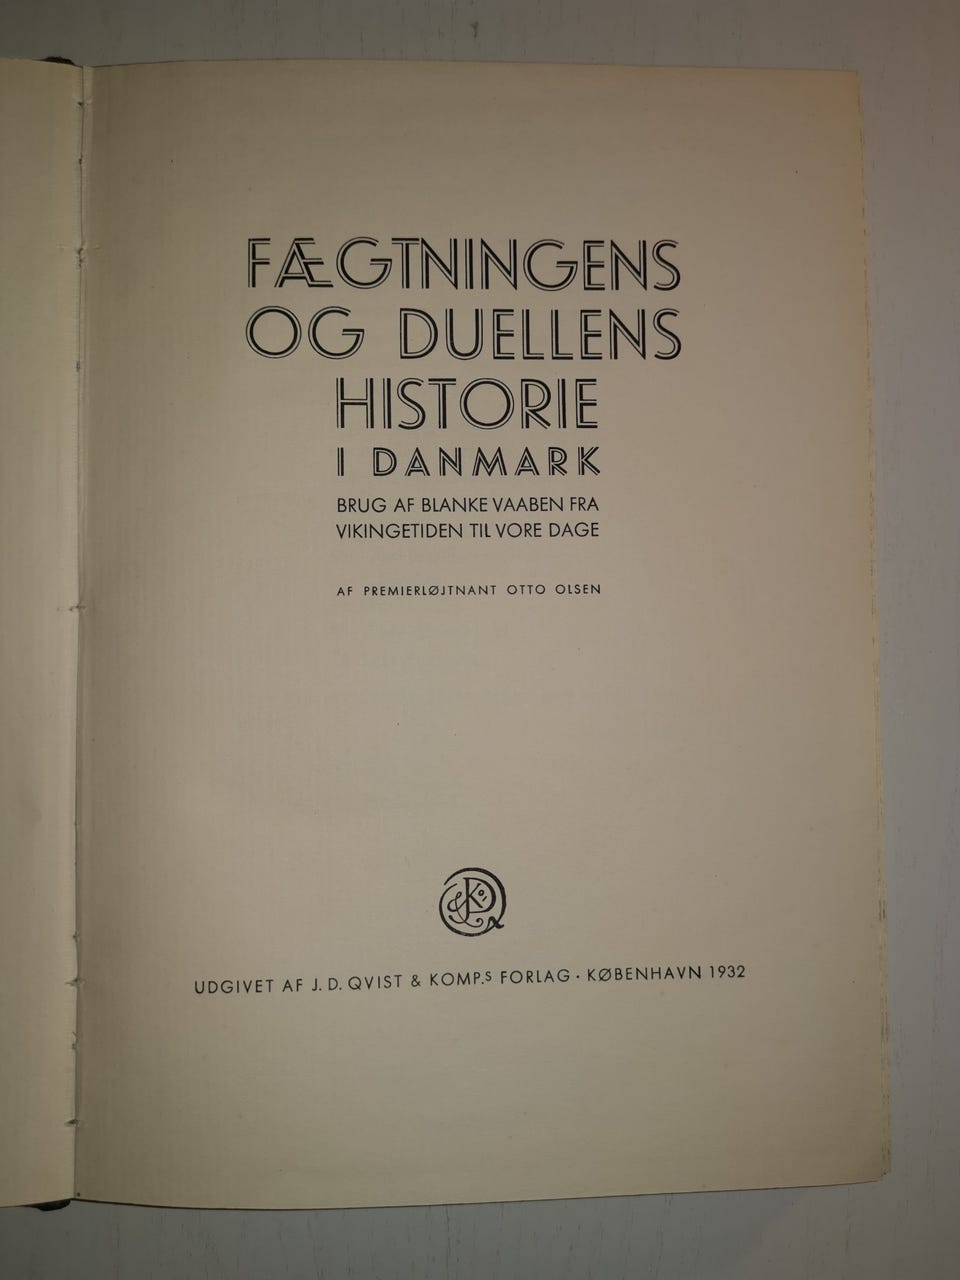 FÆGTNINGENS
OG DUELLENS
HISTORIE
I DANMARK
BRUG AF BLANKE VAABEN FRA
VIKINGETIDEN TIL VORE DAGE
AF PREMIERLØJTNANT OTTO OLSEN
UDGIVET AF J. D. QVIST & KOMP.S FORLAG · KØBENHAVN 1932